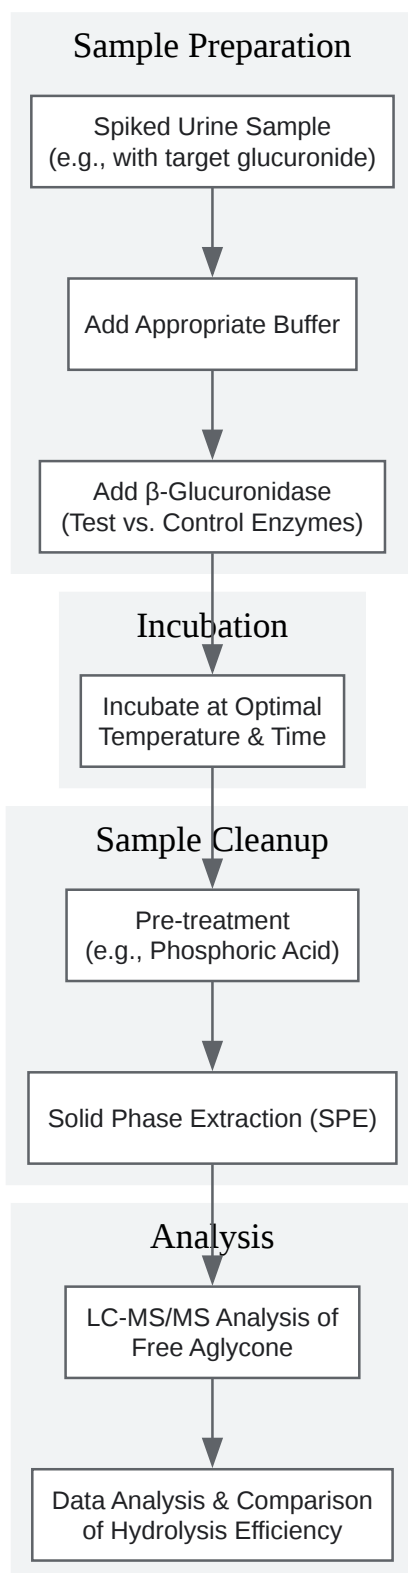 Sample Preparation
Spiked Urine Sample
(e.g., with target glucuronide)
Add Appropriate Buffer
Add β-Glucuronidase
(Test vs. Control Enzymes)
Incubation
Incubate at Optimal
Temperature & Time
Sample Cleanup
Pre-treatment
(e.g., Phosphoric Acid)
Solid Phase Extraction (SPE)
Analysis
LC-MS/MS Analysis of
Free Aglycone
Data Analysis & Comparison
of Hydrolysis Efficiency